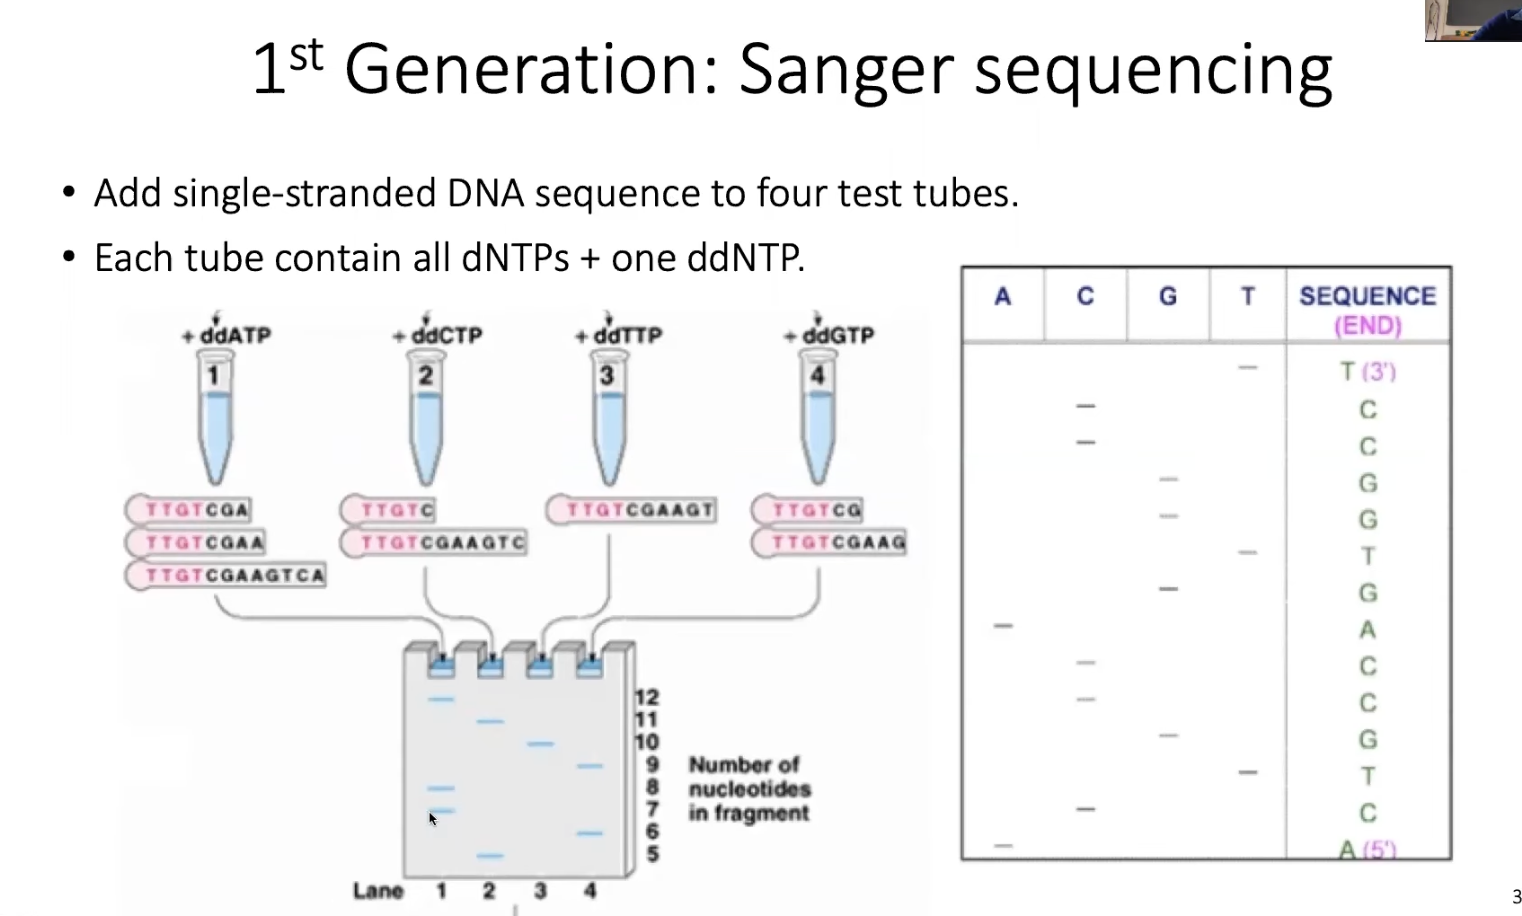 1st Generation: Sanger sequencing
• Add single-stranded DNA sequence to four test tubes.
• Each tube contain all dNTPs + one ddNTP.
+ ddATP + ddCTP + ddTTP + ddGTP
1 2 3 4
TTGTCGA
TTGTCGAA
TTGTCGAAGTCA
TTGTC
TTGTCGAAGTC
TTGTCGAAGT
TTGTCG
TTGTCGAAG
12
11
10
9
8
7
6
5
Number of
nucleotides
in fragment
Lane 1 2 3 4
A C G T SEQUENCE
(END)
T (3')
C
C
G
G
T
G
A
C
C
G
T
C
A (5')
3